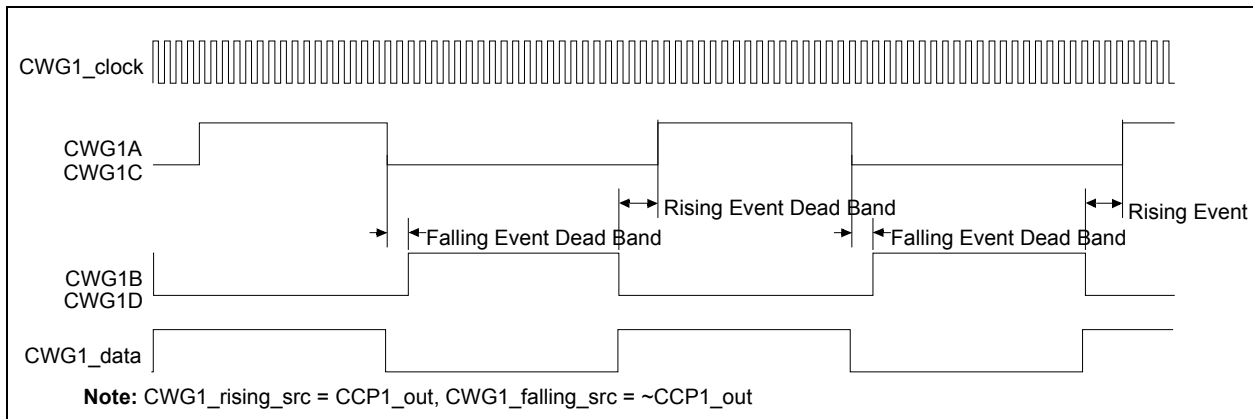 CWG1_clock
CWG1A
CWG1C
Rising Event Dead Band
Rising Event
Falling Event Dead Band
Falling Event Dead Band
CWG1B
CWG1D
CWG1_data
Note: CWG1_rising_src = CCP1_out, CWG1_falling_src = ~CCP1_out